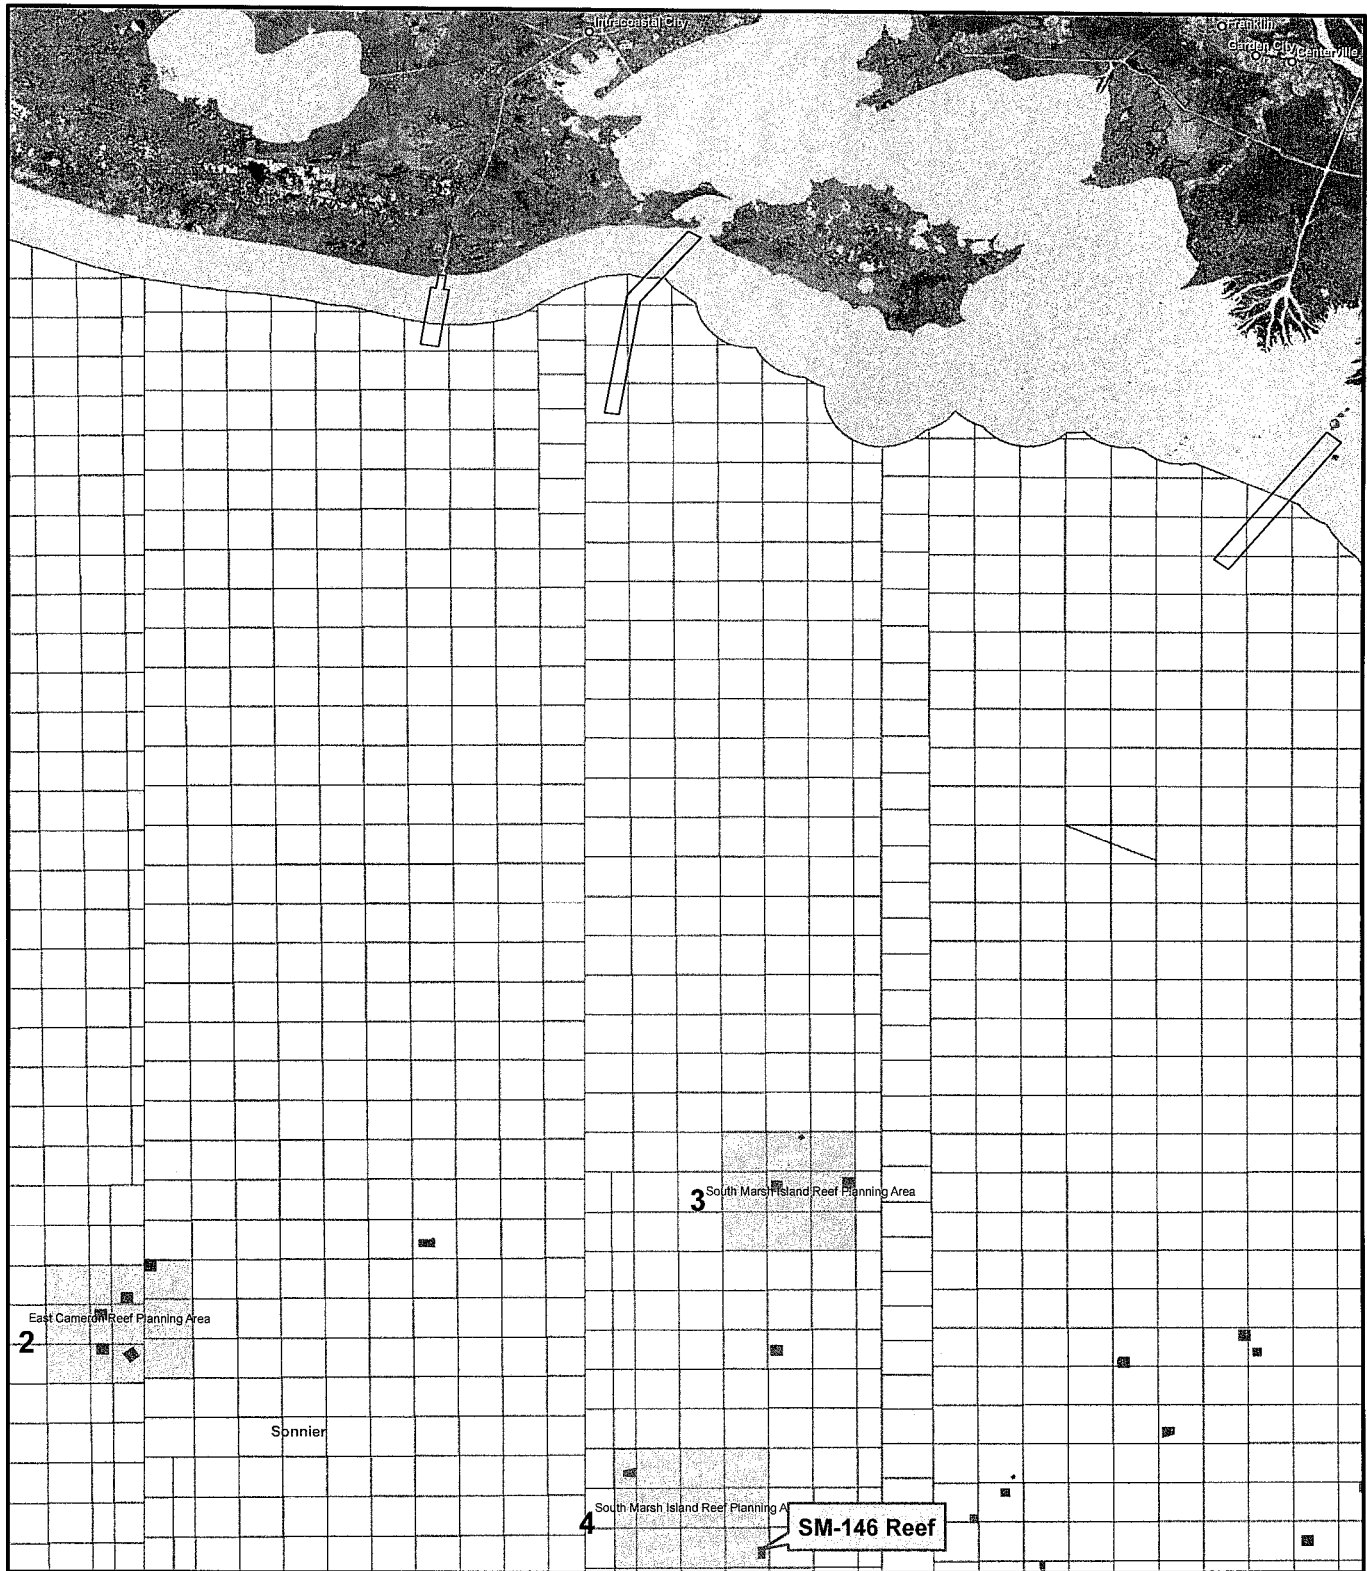 Intracoastal City
Franklin
Garden City
Centerville
3
South Marsh Island Reef Planning Area
East Cameron Reef Planning Area
2
Sonnier
South Marsh Island Reef Planning A
4
SM-146 Reef